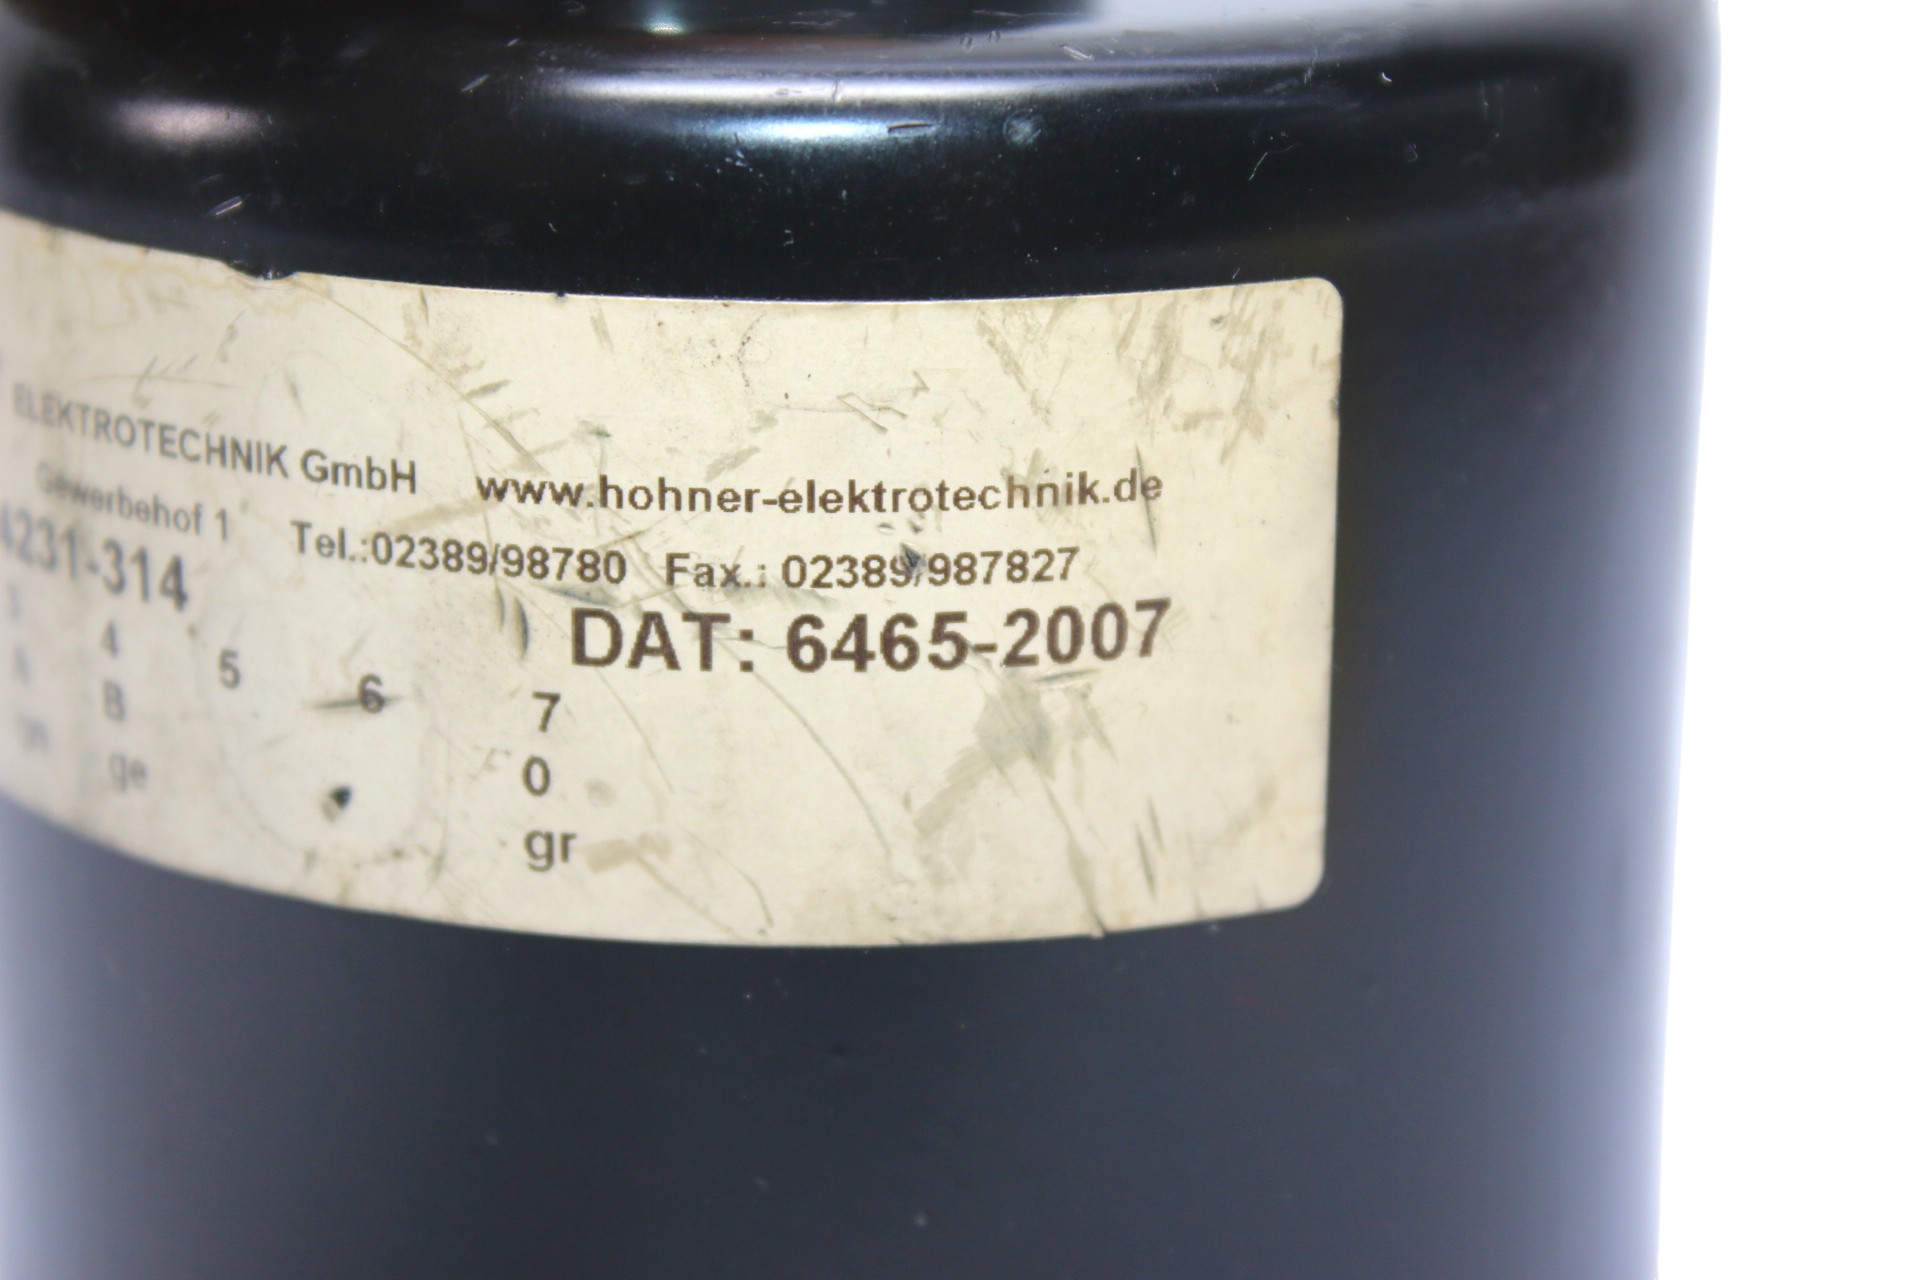 ELEKTROTECHNIK GmbH www.hohner-elektrotechnik.de
Gewerbehof 1 Tel.:02389/98780 Fax.: 02389/987827
4231-314 DAT: 6465-2007
4 5 6 7
B 0
ge gr